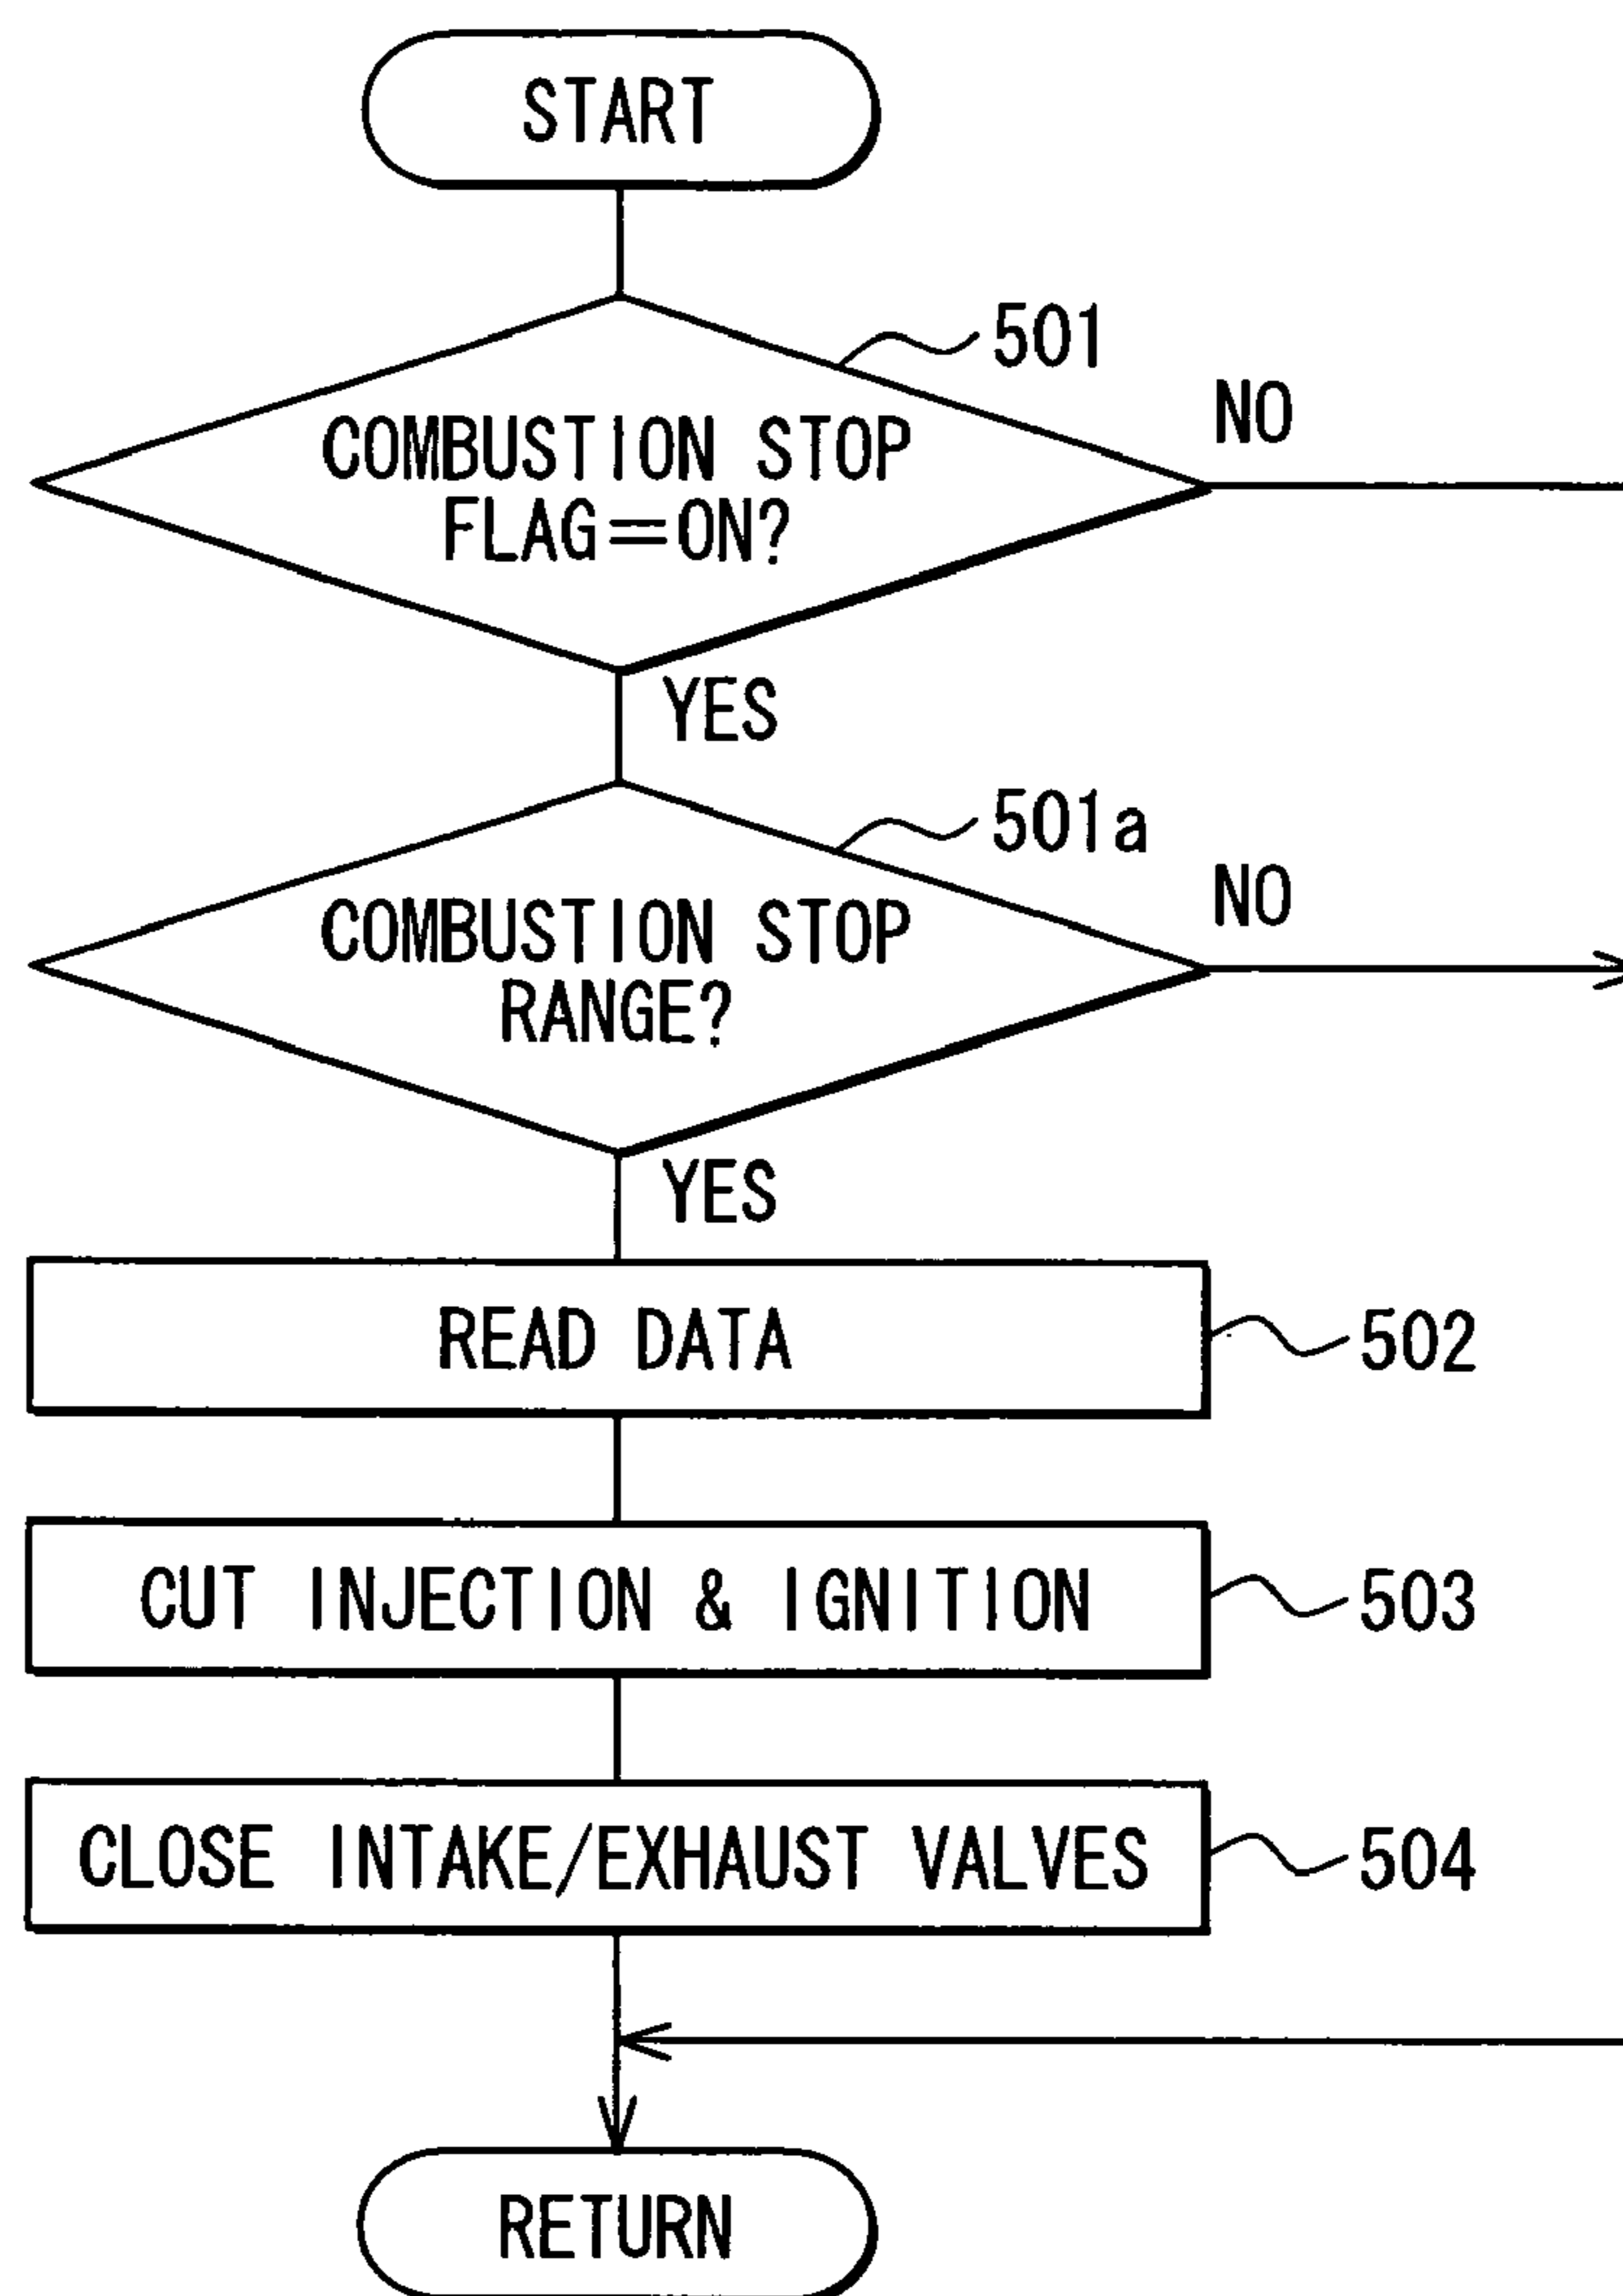 START
501
NO
COMBUSTION STOP
FLAG=ON?
YES
501a
NO
COMBUSTION STOP
RANGE?
YES
READ DATA
502
CUT INJECTION & IGNITION
503
CLOSE INTAKE/EXHAUST VALVES
504
RETURN